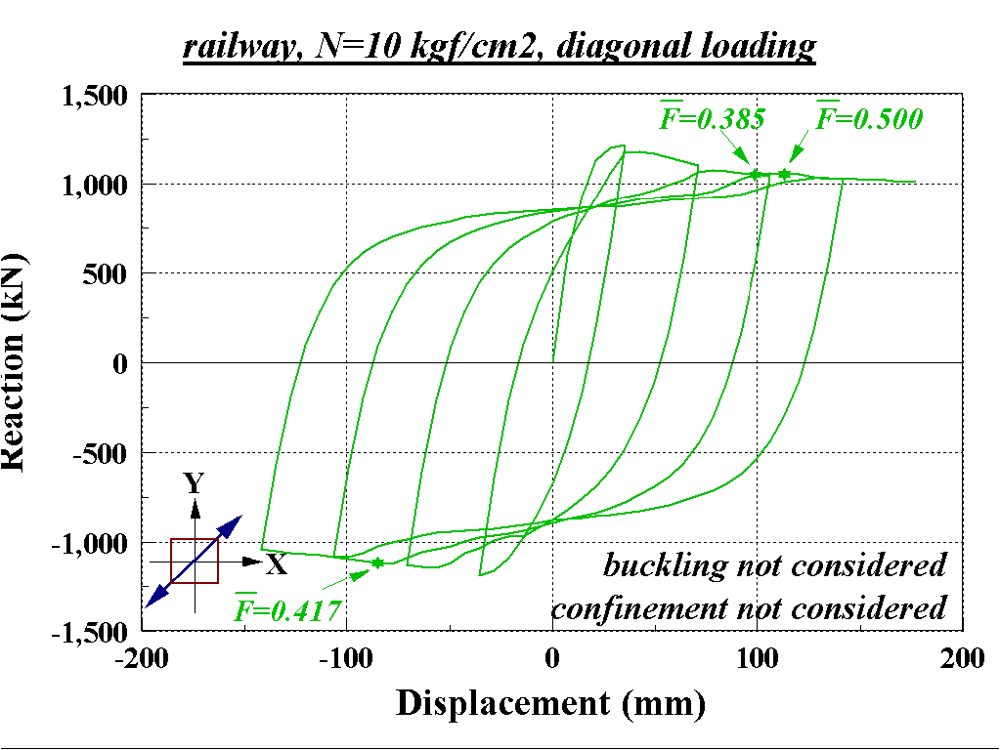 railway, N=10 kgf/cm2, diagonal loading
1,500
1,000
500
0
-500
-1,000
-1,500
Reaction (kN)
F̅=0.385
F̅=0.500
F̅=0.417
Y
X
buckling not considered
confinement not considered
-200 -100 0 100 200
Displacement (mm)